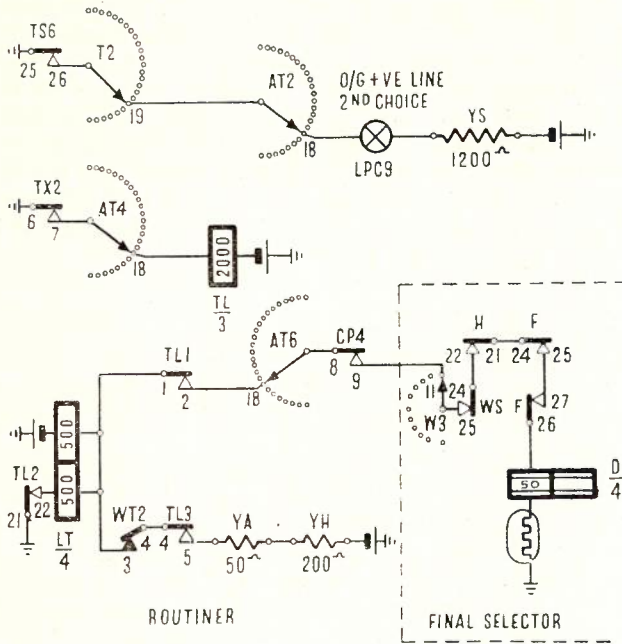 TS6
25 26
T2
19
AT2
18
O/G +VE LINE
2ND CHOICE
LPC9
YS
1200Ω
TX2
6 7
AT4
18
2000
TL
3
TL1
1 2
AT6
18
CP4
8 9
H
22 21
F
24 25
11
24
W3
25
WS
F
27
26
50
D
4
500
500
TL2
21 22
LT
4
WT2
3 4
TL3
4 5
YA
50Ω
YH
200Ω
ROUTINER
FINAL SELECTOR